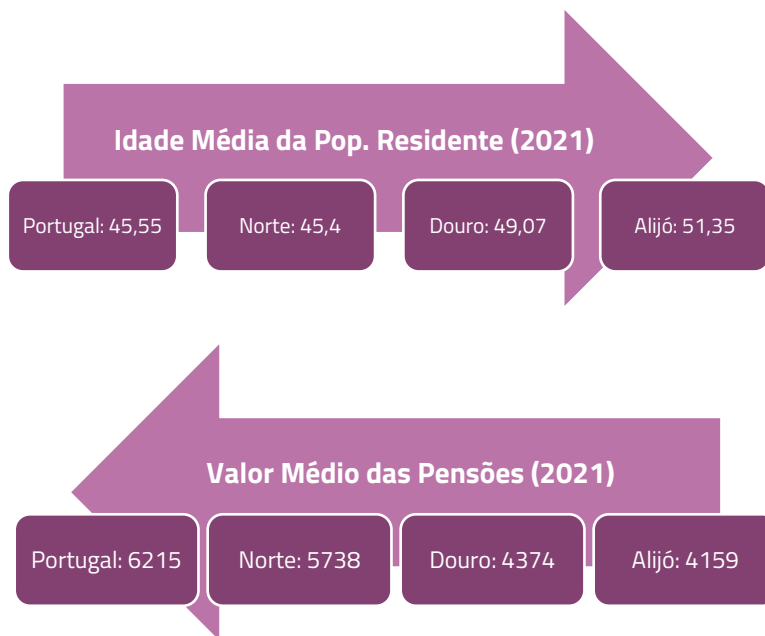 Idade Média da Pop. Residente (2021)
Portugal: 45,55
Norte: 45,4
Douro: 49,07
Alijó: 51,35
Valor Médio das Pensões (2021)
Portugal: 6215
Norte: 5738
Douro: 4374
Alijó: 4159